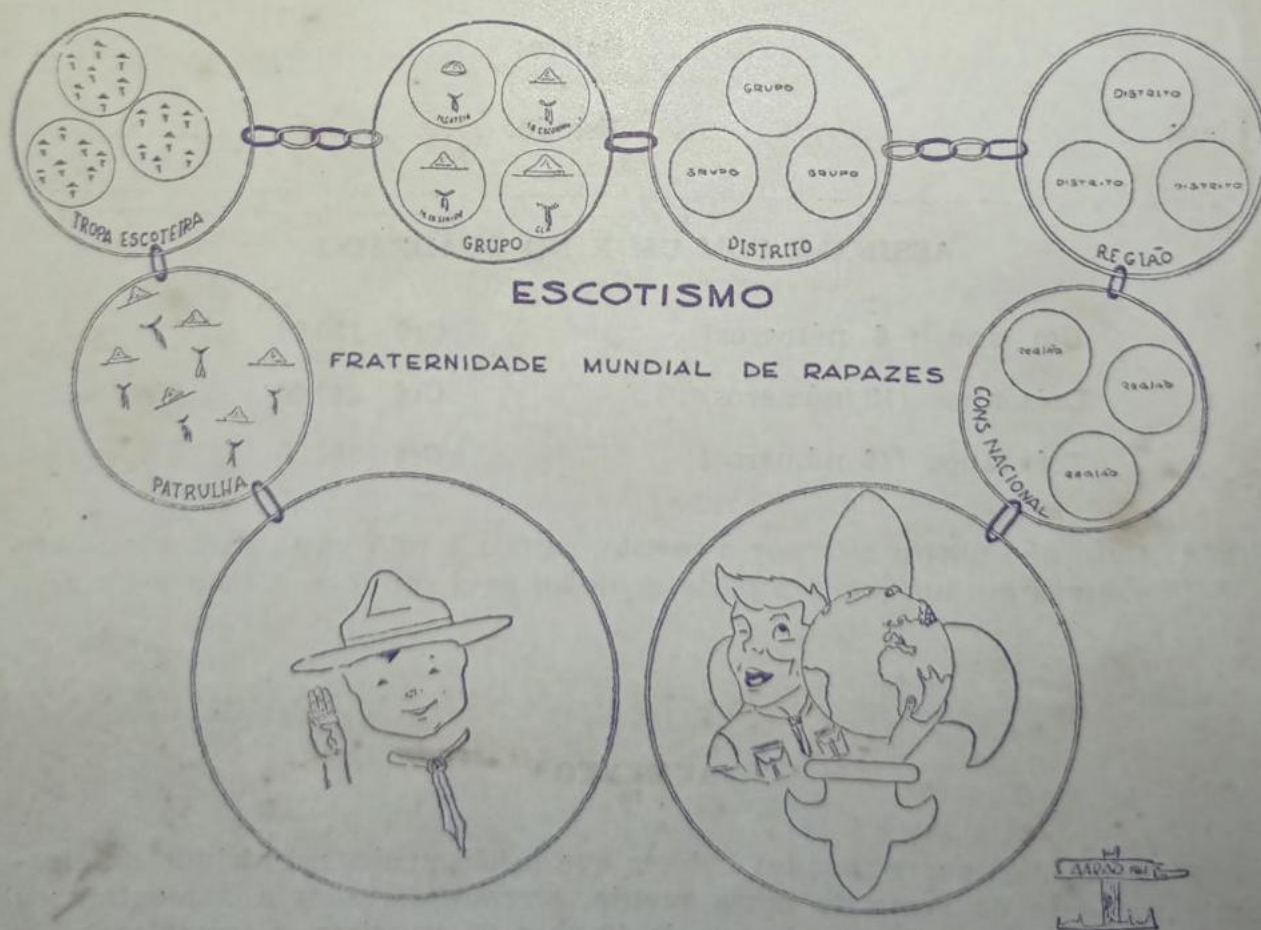 TROPA ESCOTEIRA
GRUPO
DISTRITO
GRUPO
GRUPO
GRUPO
REGIÃO
DISTRITO
DISTRITO
DISTRITO
ESCOTISMO
FRATERNIDADE MUNDIAL DE RAPAZES
PATRULHA
CONS NACIONAL
REGIÃO
REGIÃO
REGIÃO